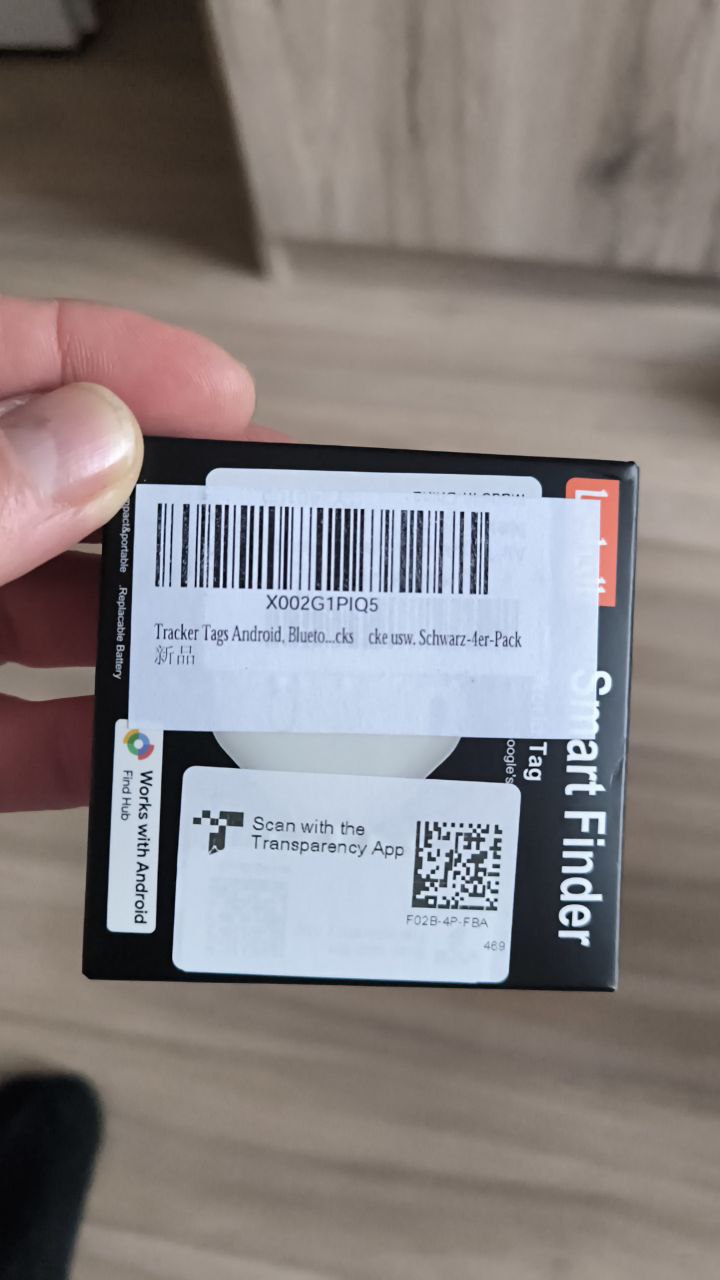 X002G1PIQ5
Tracker Tags Android, Blueto...cks cke usw. Schwarz-4er-Pack
新品
Scan with the
Transparency App
F02B-4P-FBA
469
Smart Finder
Tag
.Replacable Battery
Works with Android
Find Hub